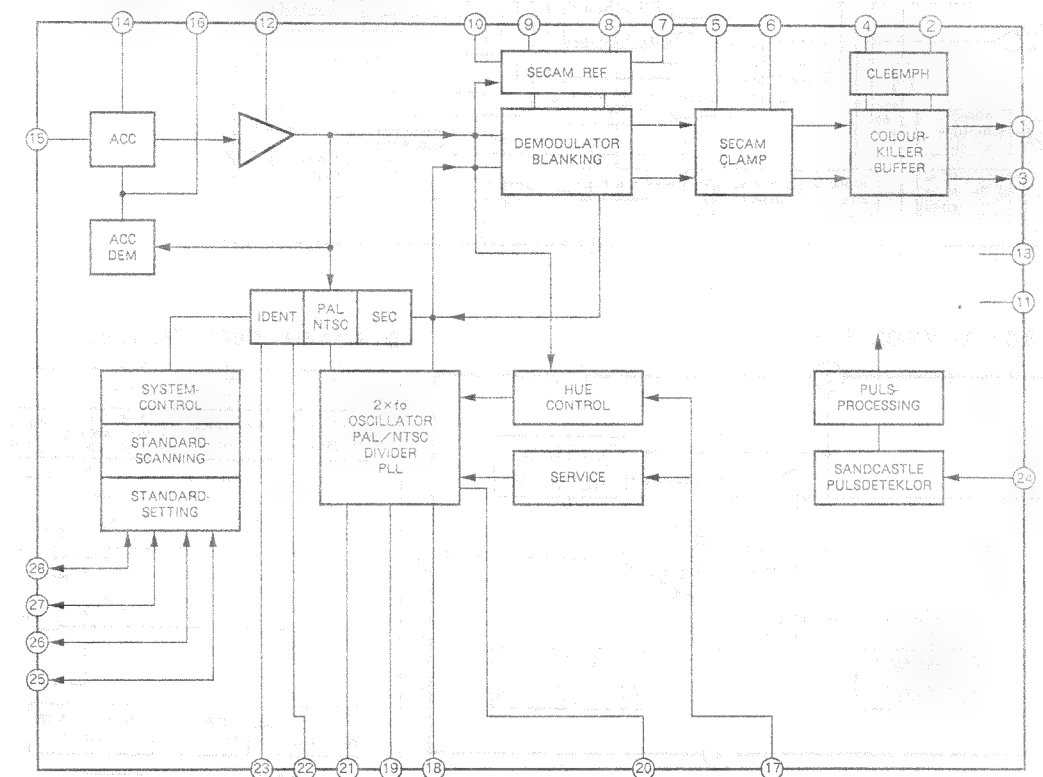 14
16
12
10
9
8
7
5
6
4
2
SECAM REF
CLEEMPH
15
ACC
DEMODULATOR
BLANKING
SECAM
CLAMP
COLOUR-
KILLER
BUFFER
1
3
ACC
DEM
13
11
IDENT
PAL
NTSC
SEC
SYSTEM-
CONTROL
STANDARD-
SCANNING
STANDARD-
SETTING
2×fo
OSCILLATOR
PAL/NTSC
DIVIDER
PLL
HUE
CONTROL
SERVICE
PULS-
PROCESSING
SANDCASTLE
PULSDETEKLOR
24
28
27
26
25
23
22
21
19
18
20
17